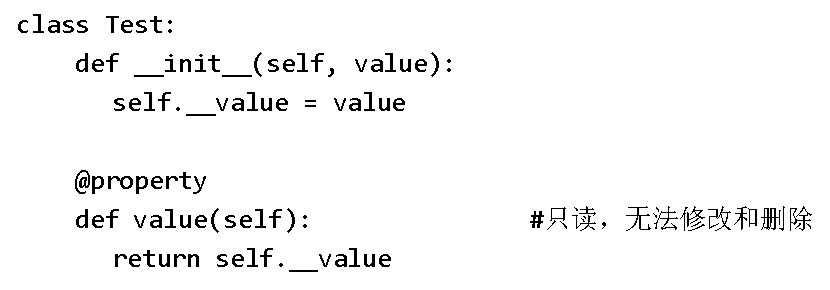 class Test:
    def __init__(self, value):
        self.__value = value
    @property
    def value(self):                #只读，无法修改和删除
        return self.__value